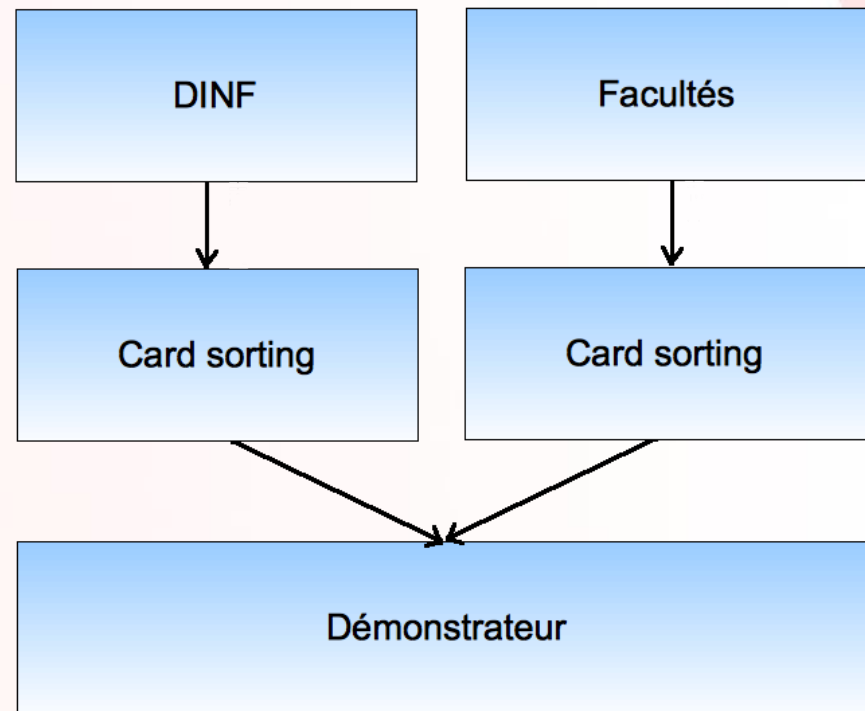 DINF
Facultés
Card sorting
Card sorting
Démonstrateur